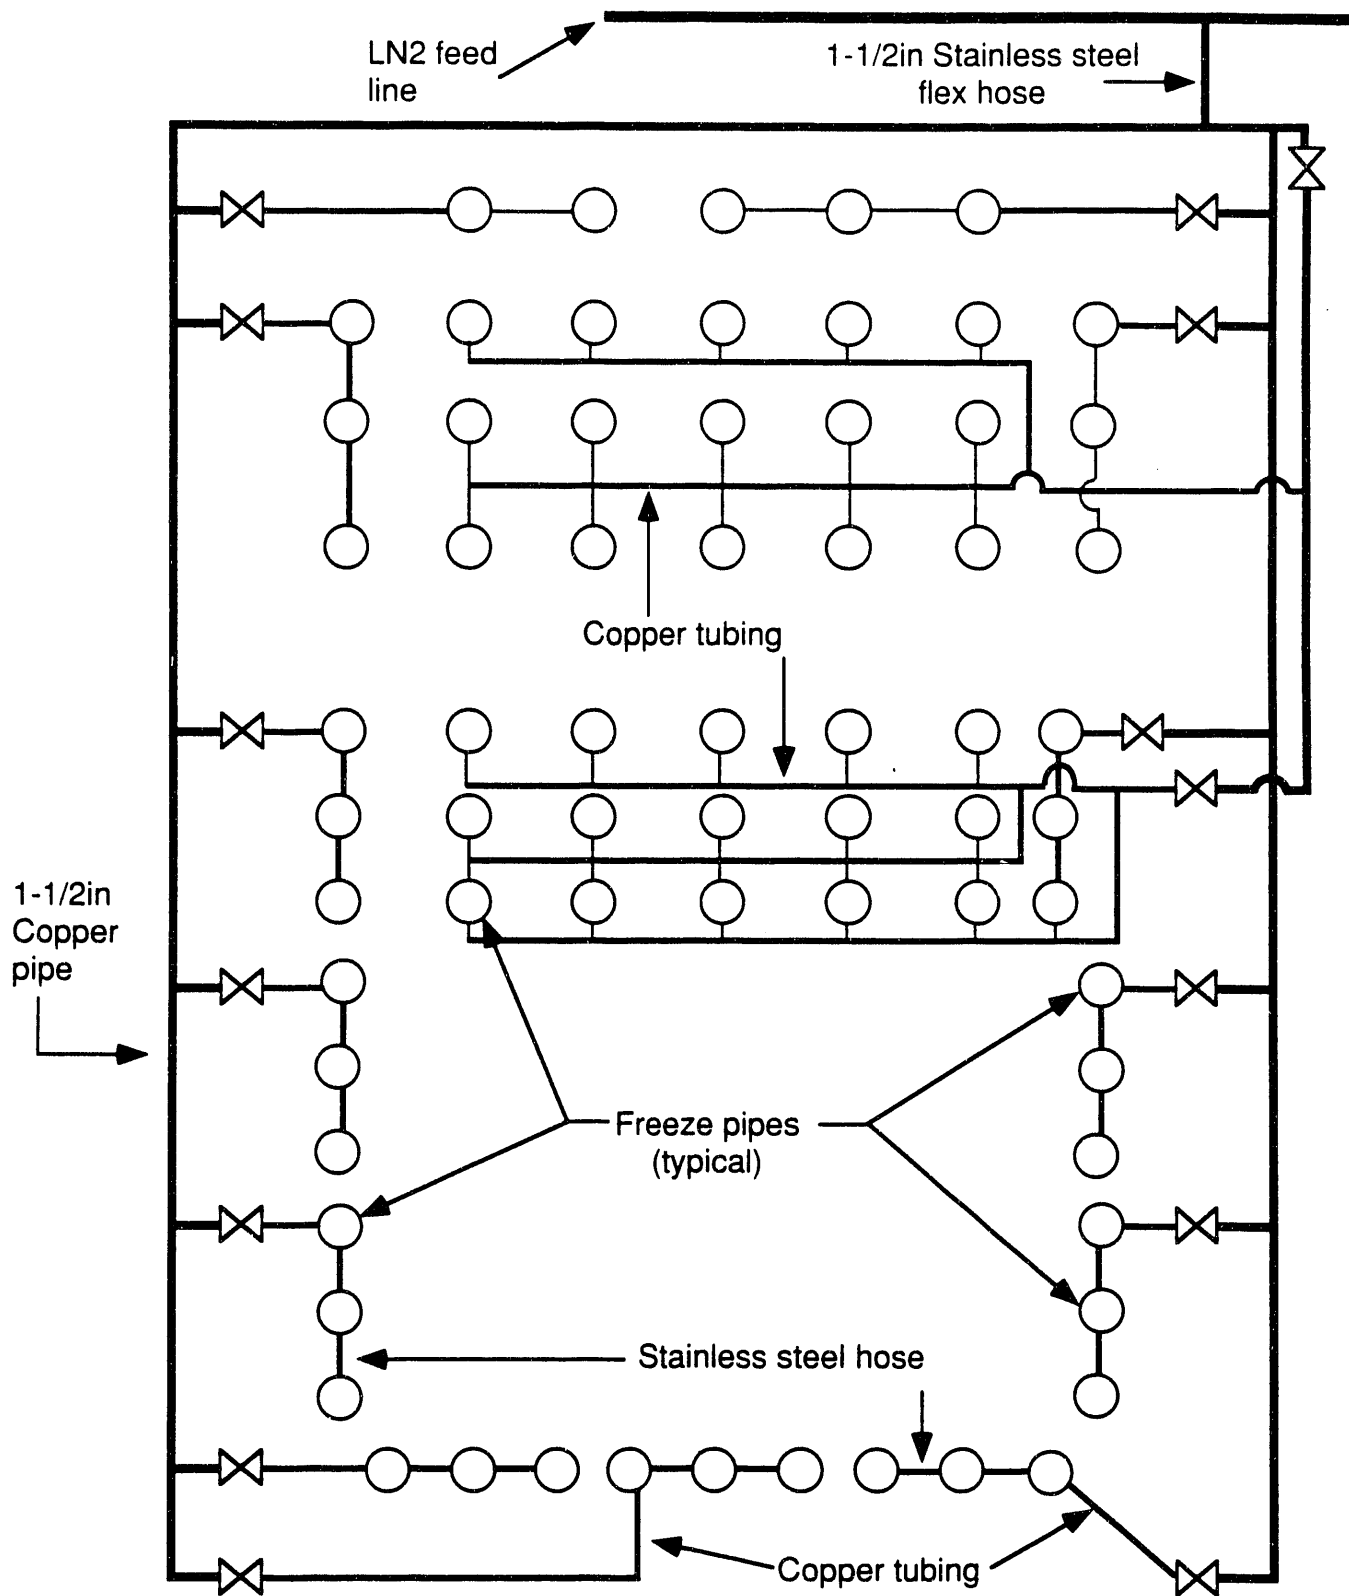 LN2 feed
line
1-1/2in Stainless steel
flex hose
Copper tubing
1-1/2in
Copper
pipe
Freeze pipes
(typical)
Stainless steel hose
Copper tubing